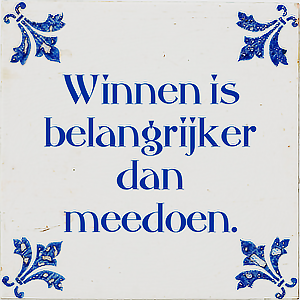 Winnen is
belangrijker
dan
meedoen.